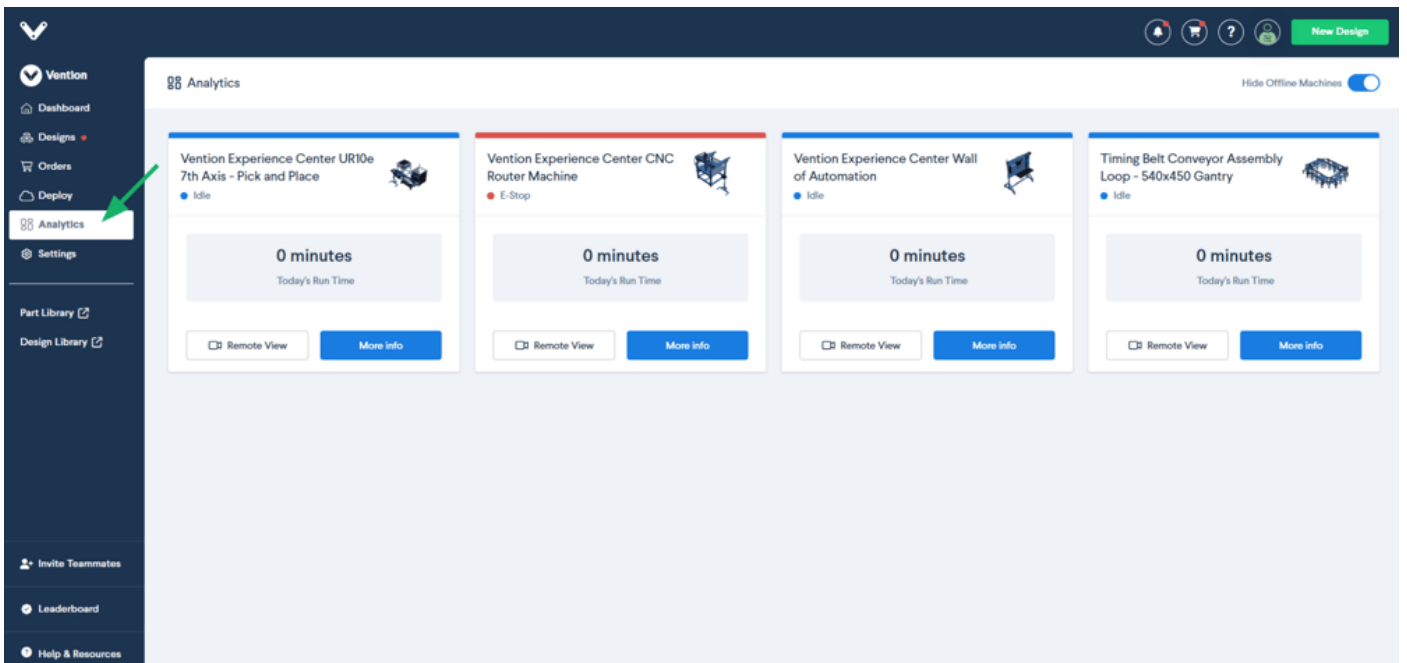 ?
New Design
Vention
Dashboard
Designs
Orders
Deploy
Analytics
Settings
Part Library
Design Library
Invite Teammates
Leaderboard
Help & Resources
Analytics
Hide Offline Machines
Vention Experience Center UR10e
7th Axis - Pick and Place
Idle
0 minutes
Today's Run Time
Remote View
More info
Vention Experience Center CNC
Router Machine
E-Stop
0 minutes
Today's Run Time
Remote View
More info
Vention Experience Center Wall
of Automation
Idle
0 minutes
Today's Run Time
Remote View
More info
Timing Belt Conveyor Assembly
Loop - 540x450 Gantry
Idle
0 minutes
Today's Run Time
Remote View
More info